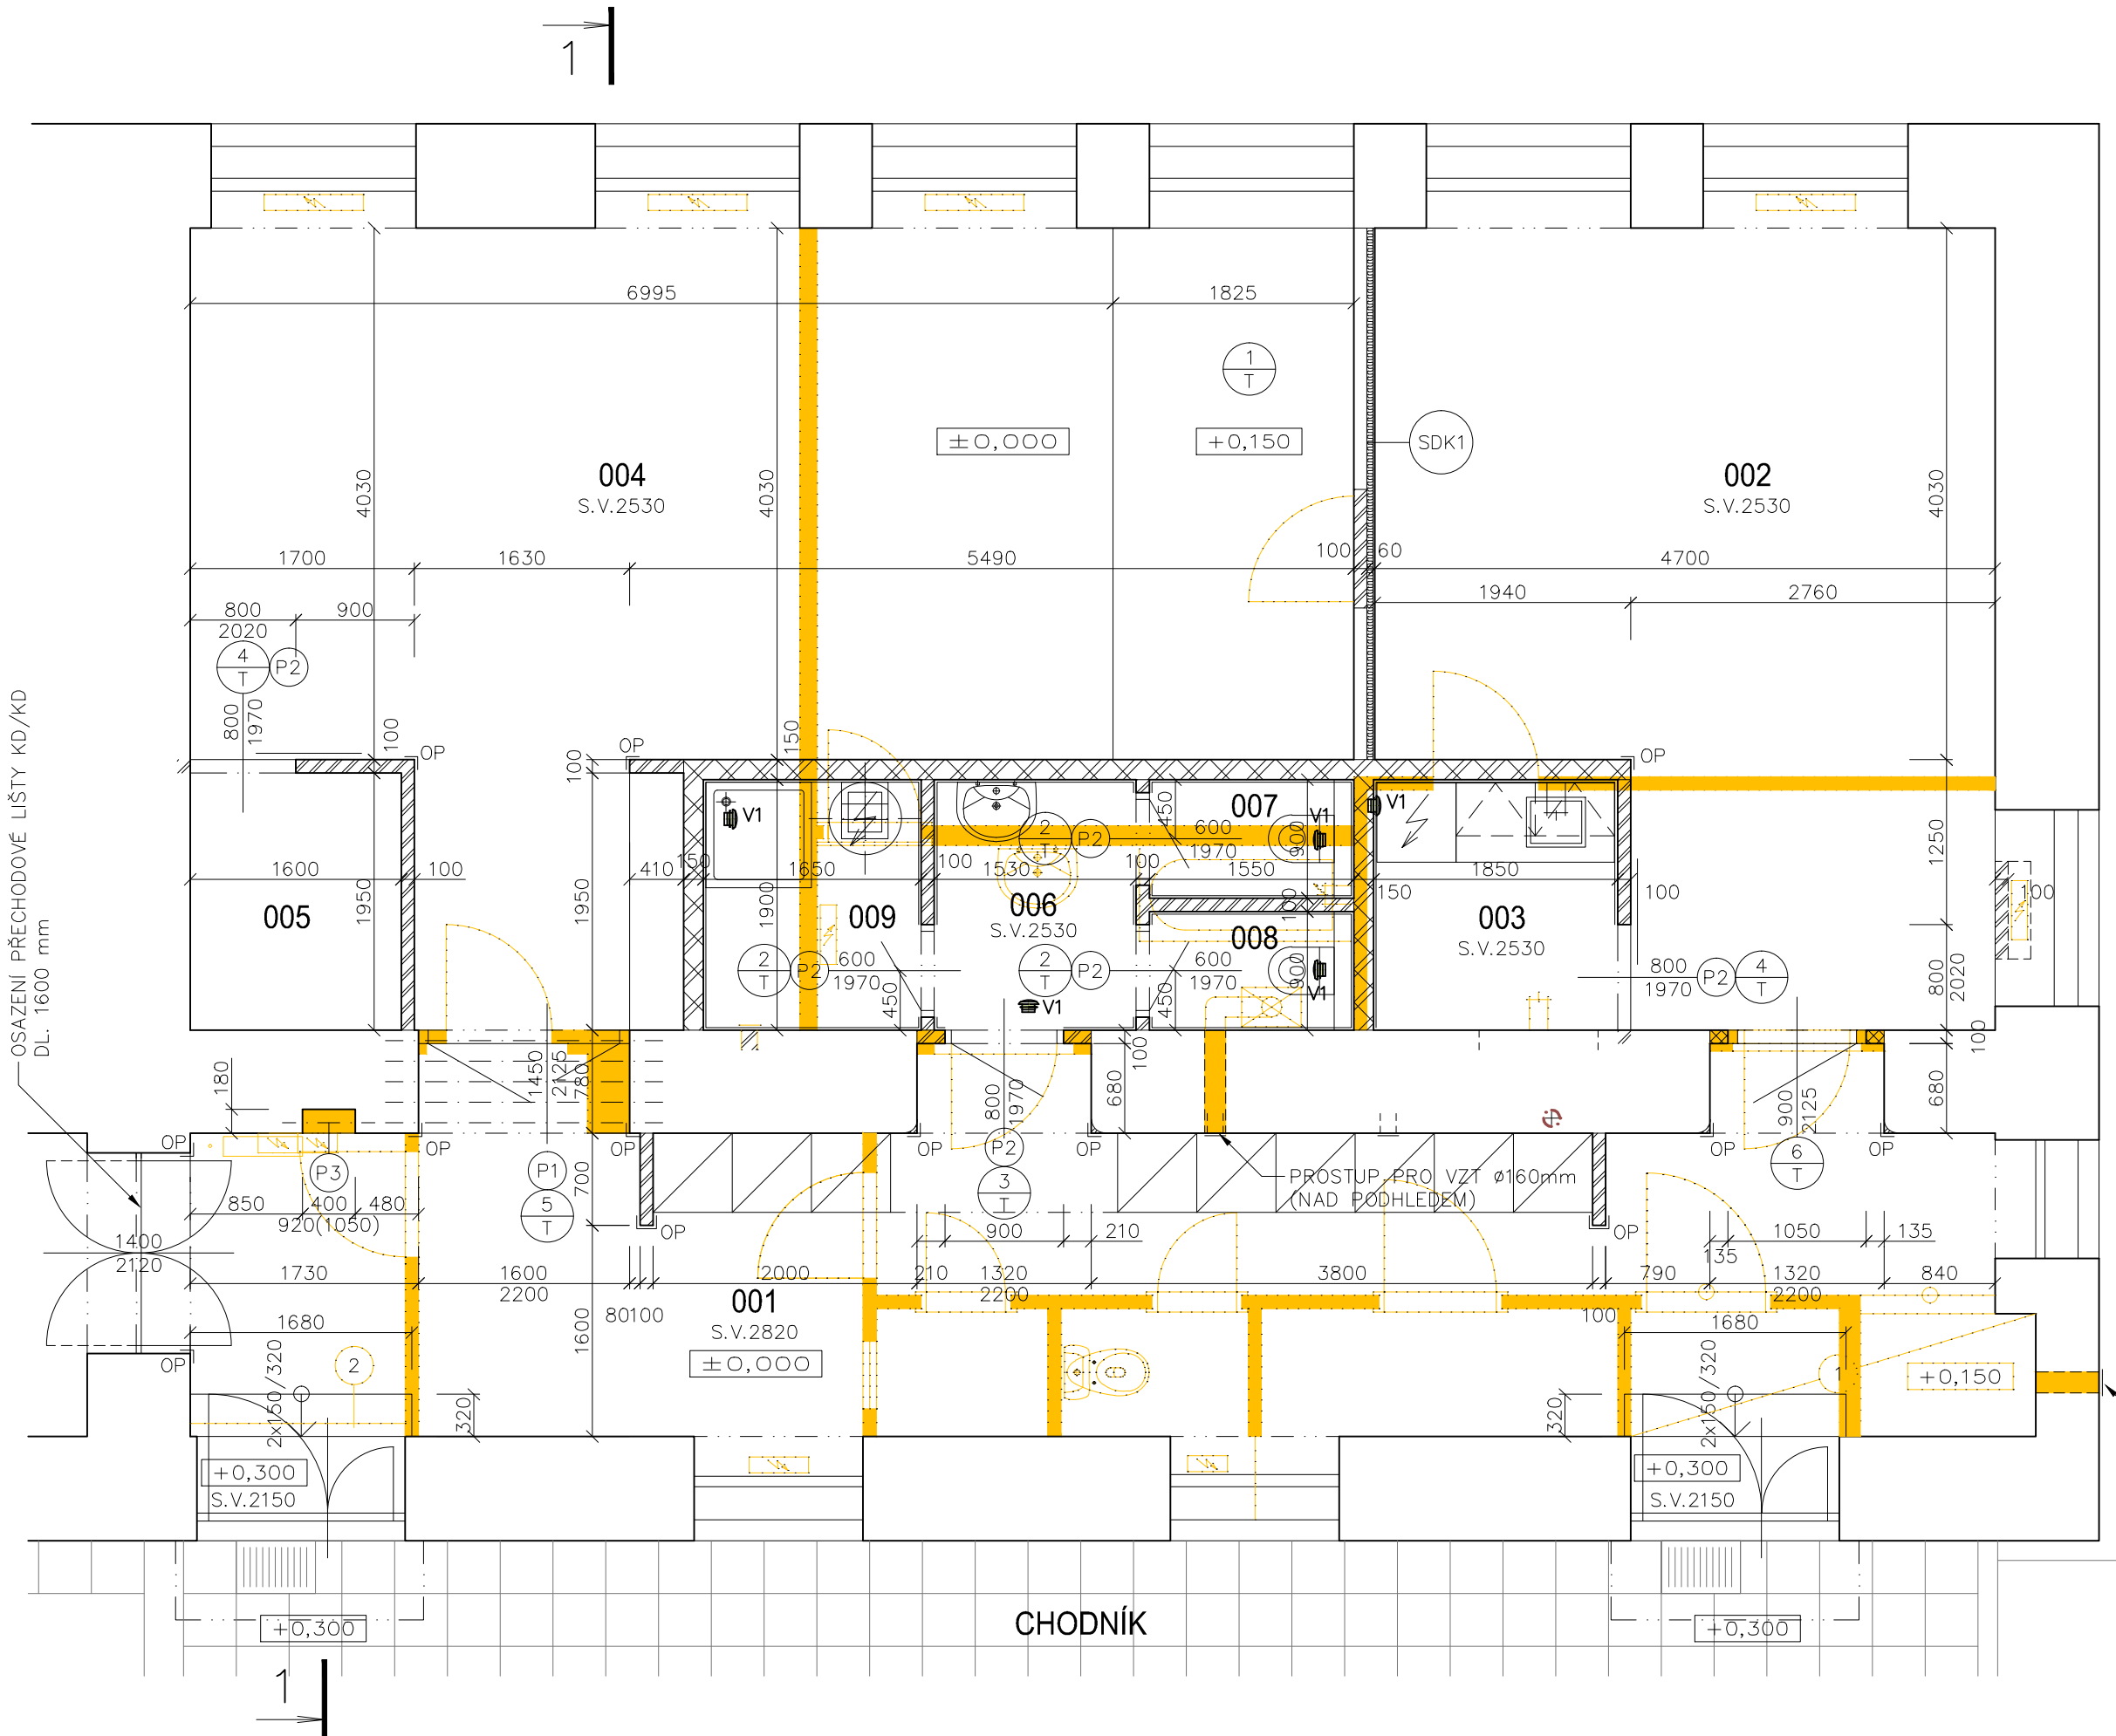 1
6995
1825
1
T
±0,000
+0,150
SDK1
004
S.V.2530
002
S.V.2530
4030
4030
4030
1700
1630
5490
100
60
4700
800
900
2020
1940
2760
4
T
P2
800
1970
OSAZENÍ PŘECHODOVÉ LIŠTY KD/KD
DL. 1600 mm
100
OP
OP
100
150
OP
V1
007
V1
V1
450
600
1970
900
2
T
P2
1250
1600
100
410
150
1650
100
1530
100
1550
150
1850
100
100
005
1950
1950
1900
009
006
S.V.2530
100
008
003
S.V.2530
2
T
P2
600
1970
450
2
T
P2
600
1970
450
900
V1
V1
800
1970
P2
4
T
800
2020
100
180
1450
2125
780
800
1970
100
680
900
2125
680
OP
OP
OP
OP
OP
OP
OP
P3
P1
5
T
700
P2
3
T
PROSTUP PRO VZT ø160mm
(NAD PODHLEDEM)
6
T
850
400
480
920(1050)
OP
OP
900
210
1050
135
135
1400
2120
1730
1600
2200
2000
210
1320
2200
3800
790
1320
2200
840
001
S.V.2820
±0,000
80
100
100
1680
1680
1600
OP
2
2x150/320
320
320
2x150/320
1
+0,150
+0,300
S.V.2150
+0,300
S.V.2150
CHODNÍK
+0,300
+0,300
1